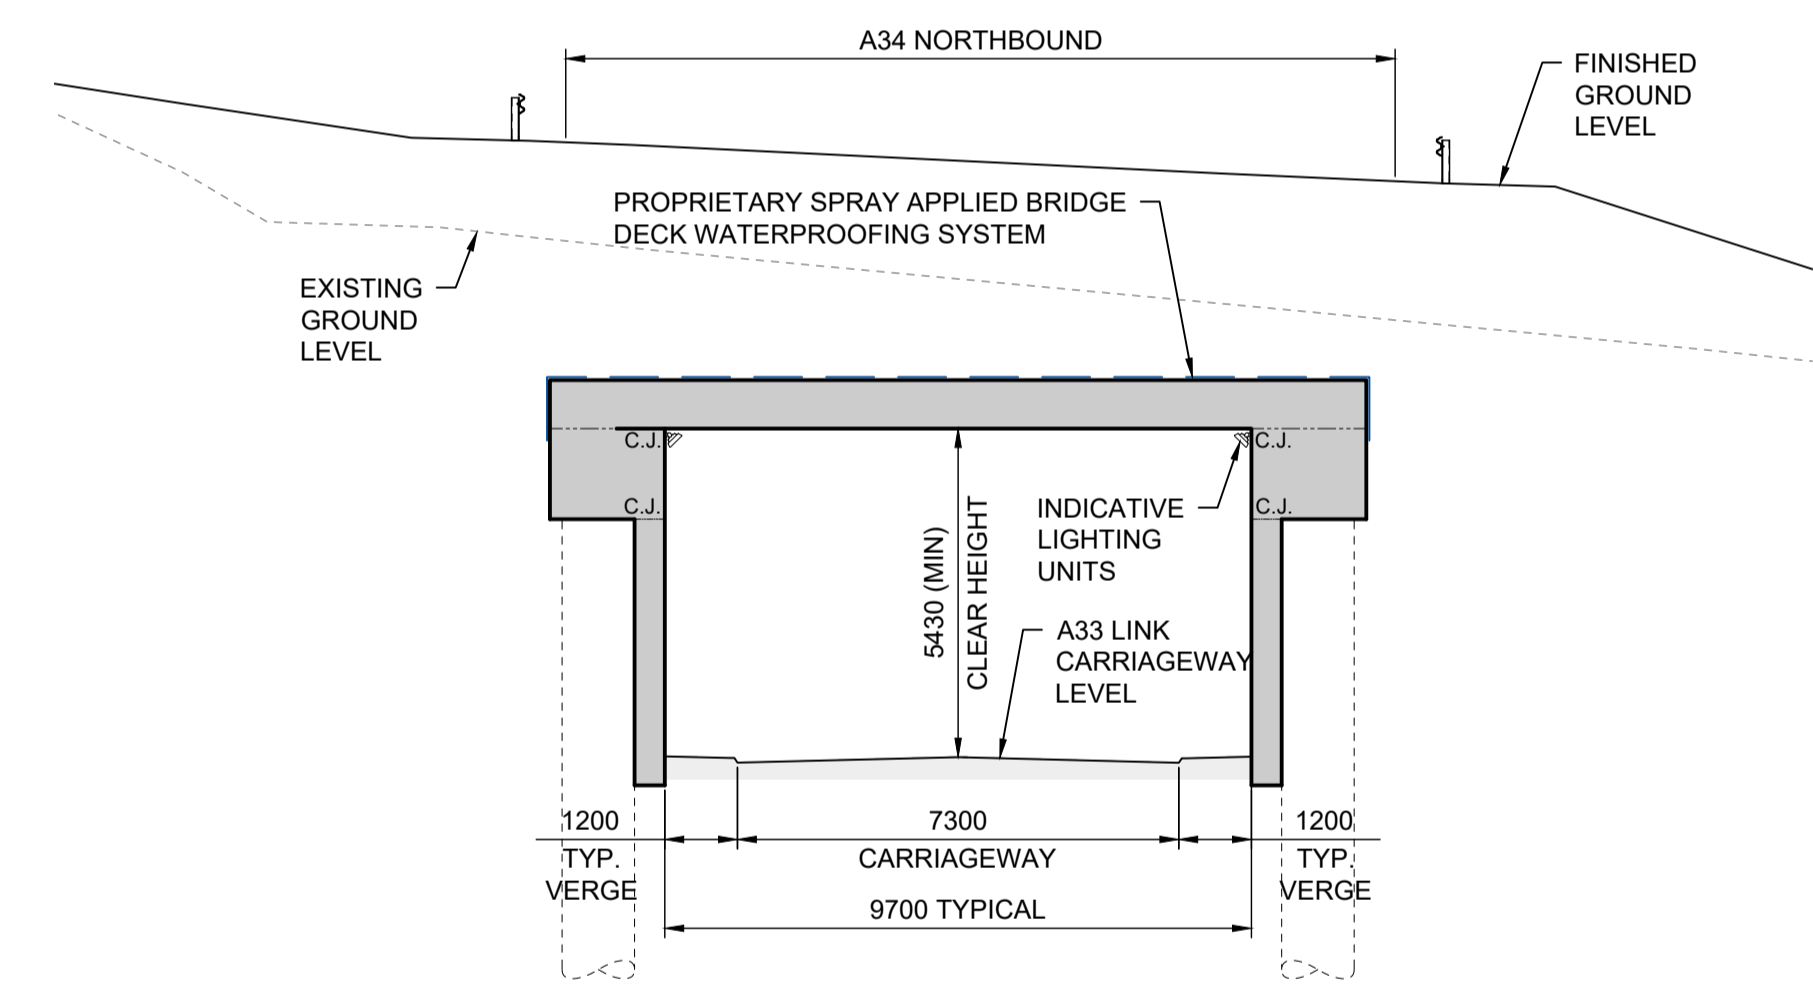 A34 NORTHBOUND
FINISHED
GROUND
LEVEL
PROPRIETARY SPRAY APPLIED BRIDGE
DECK WATERPROOFING SYSTEM
EXISTING
GROUND
LEVEL
C.J.
C.J.
C.J.
C.J.
5430 (MIN)
CLEAR HEIGHT
INDICATIVE
LIGHTING
UNITS
A33 LINK
CARRIAGEWAY
LEVEL
1200
TYP.
VERGE
7300
CARRIAGEWAY
1200
TYP.
VERGE
9700 TYPICAL